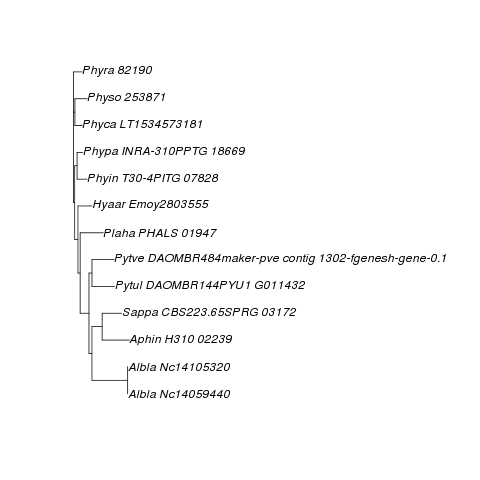 Phyra 82190
Physo 253871
Phyca LT1534573181
Phypa INRA-310PPTG 18669
Phyin T30-4PITG 07828
Hyaar Emoy2803555
Plaha PHALS 01947
Pytve DAOMBR484maker-pve contig 1302-fgenesh-gene-0.1
Pytul DAOMBR144PYU1 G011432
Sappa CBS223.65SPRG 03172
Aphin H310 02239
Albla Nc14105320
Albla Nc14059440